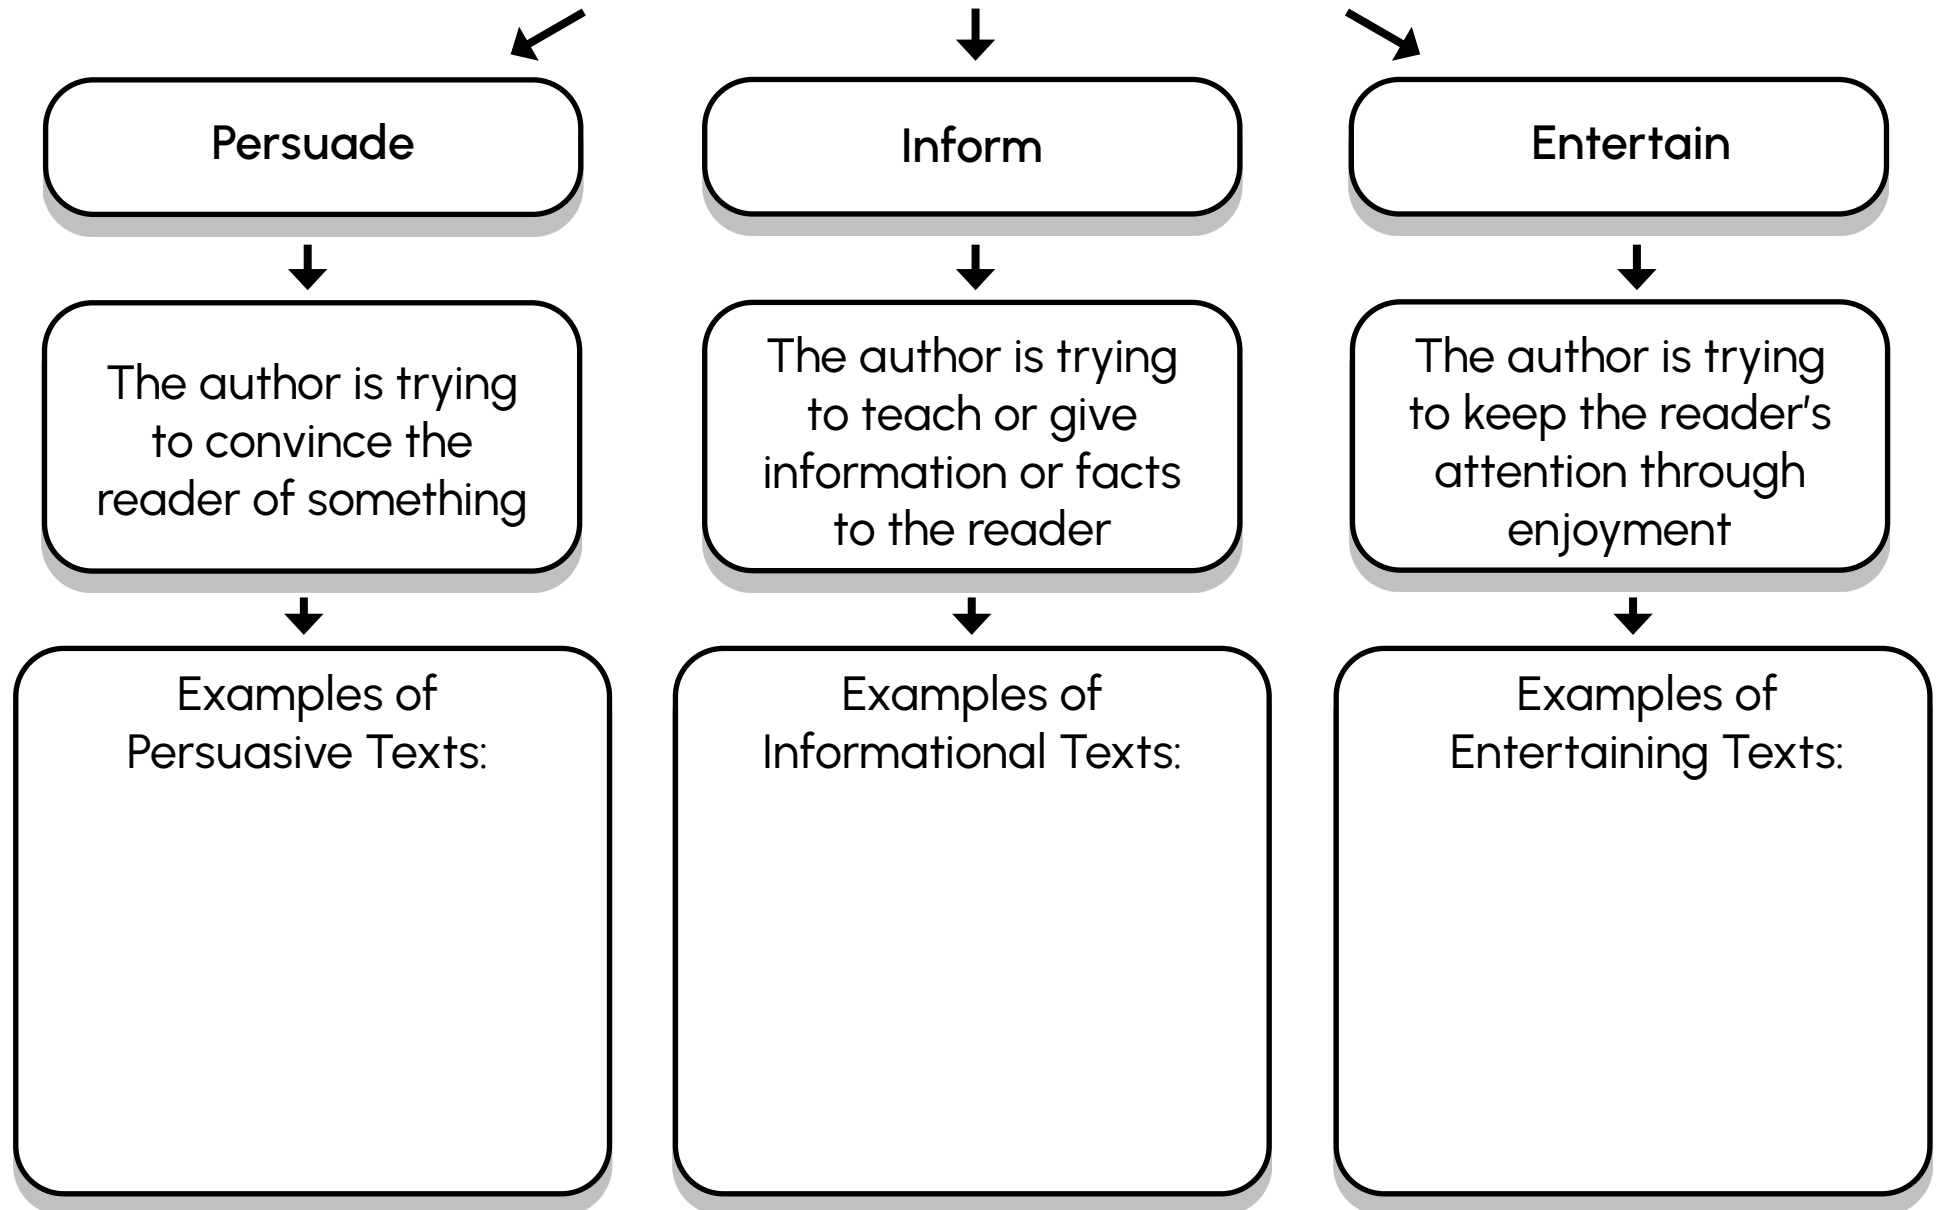 Persuade
Inform
Entertain
The author is trying
to convince the
reader of something
The author is trying
to teach or give
information or facts
to the reader
The author is trying
to keep the reader's
attention through
enjoyment
Examples of
Persuasive Texts:
Examples of
Informational Texts:
Examples of
Entertaining Texts: